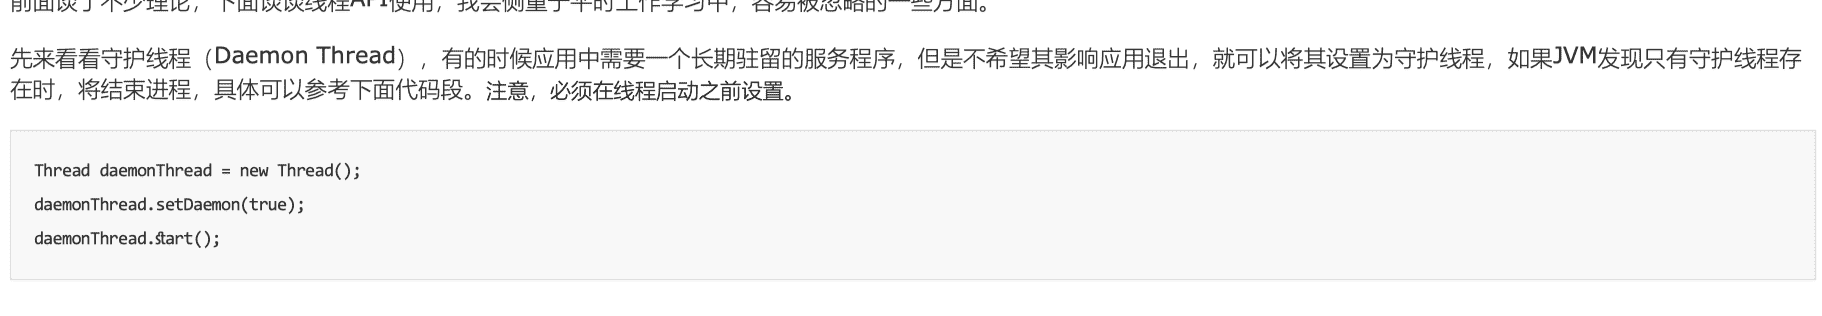 前面谈了不少理论，下面谈谈线程API使用，我会侧重于平时工作学习中，容易被忽略的一些方面。
先来看看守护线程（Daemon Thread），有的时候应用中需要一个长期驻留的服务程序，但是不希望其影响应用退出，就可以将其设置为守护线程，如果JVM发现只有守护线程存
在时，将结束进程，具体可以参考下面代码段。注意，必须在线程启动之前设置。
Thread daemonThread = new Thread();
daemonThread.setDaemon(true);
daemonThread.start();